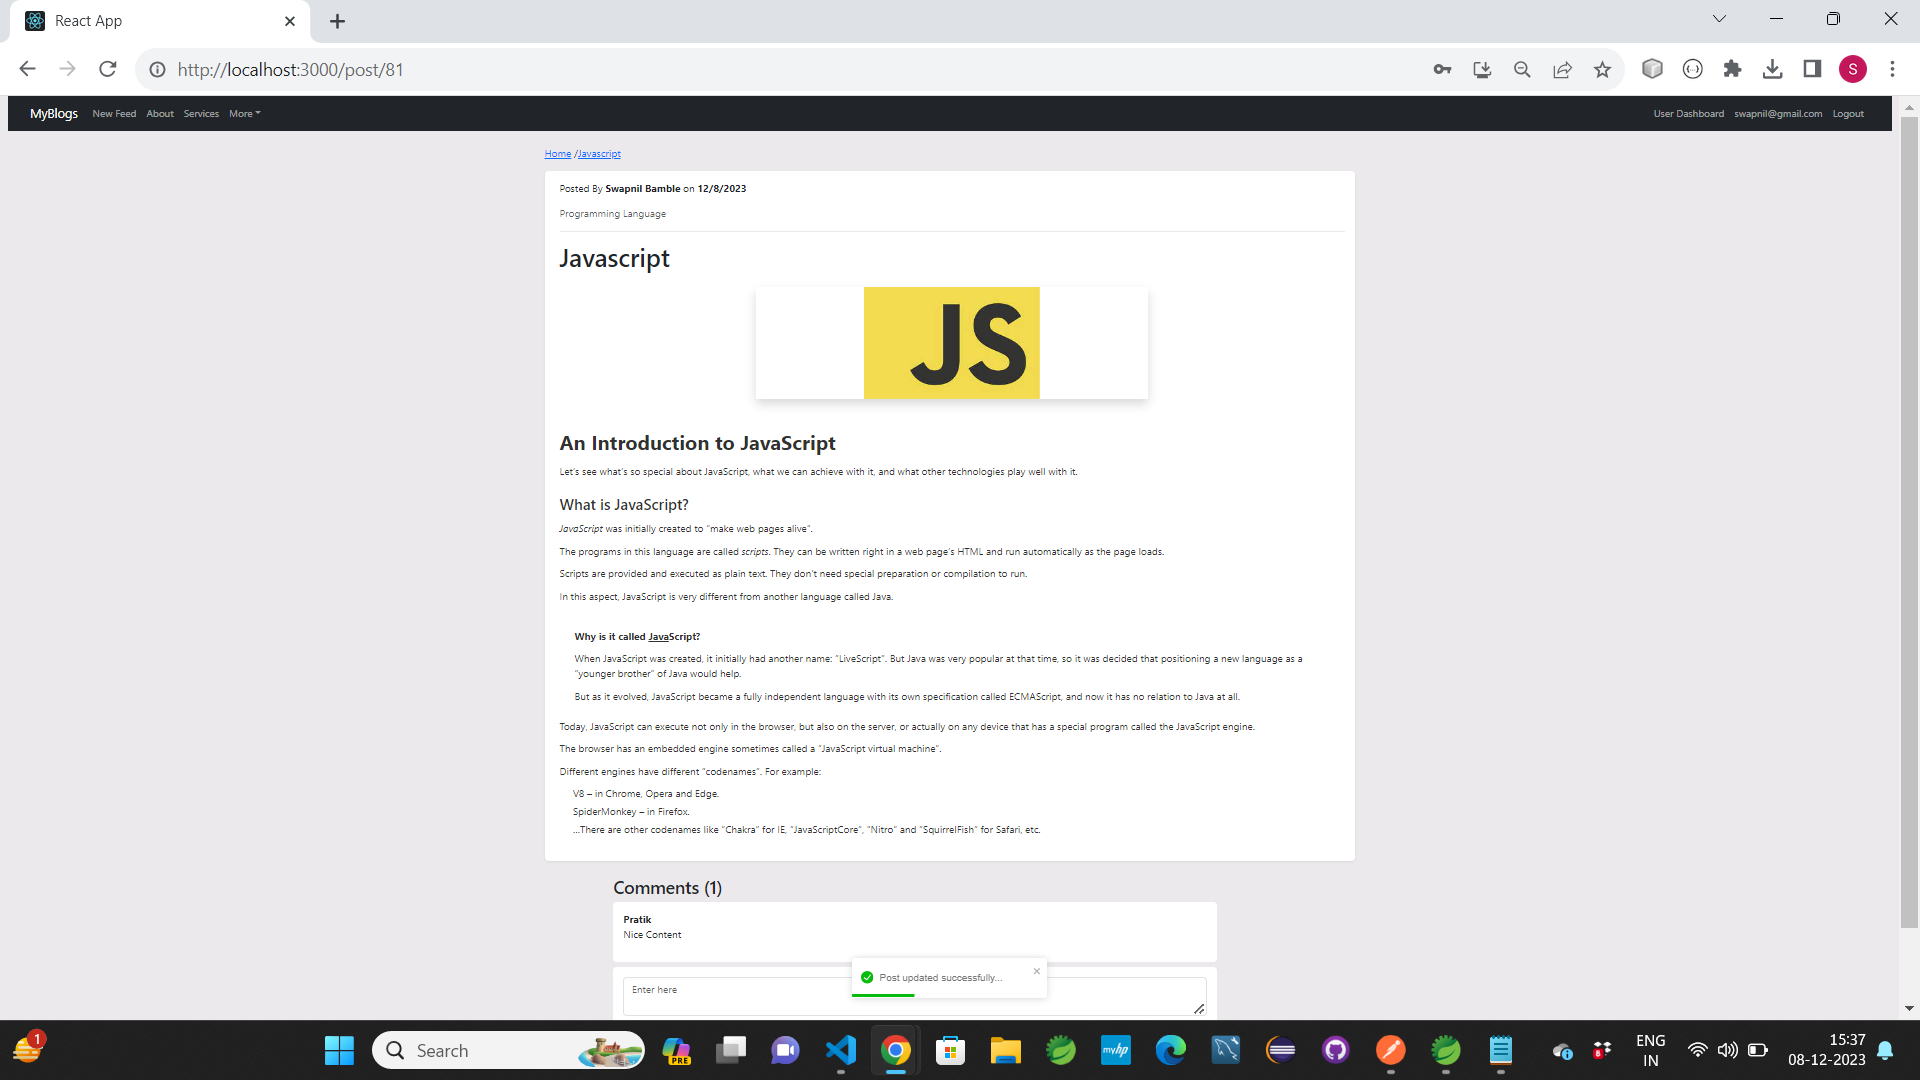 React App
http://localhost:3000/post/81
S
MyBlogs New Feed About Services More User Dashboard swapnil@gmail.com Logout
Home /Javascript
Posted By Swapnil Bamble on 12/8/2023
Programming Language
Javascript
JS
An Introduction to JavaScript
Let's see what's so special about JavaScript, what we can achieve with it, and what other technologies play well with it.
What is JavaScript?
JavaScript was initially created to "make web pages alive".
The programs in this language are called scripts. They can be written right in a web page's HTML and run automatically as the page loads.
Scripts are provided and executed as plain text. They don't need special preparation or compilation to run.
In this aspect, JavaScript is very different from another language called Java.
Why is it called JavaScript?
When JavaScript was created, it initially had another name: "LiveScript". But Java was very popular at that time, so it was decided that positioning a new language as a
"younger brother" of Java would help.
But as it evolved, JavaScript became a fully independent language with its own specification called ECMAScript, and now it has no relation to Java at all.
Today, JavaScript can execute not only in the browser, but also on the server, or actually on any device that has a special program called the JavaScript engine.
The browser has an embedded engine sometimes called a "JavaScript virtual machine".
Different engines have different "codenames". For example:
V8 – in Chrome, Opera and Edge.
SpiderMonkey – in Firefox.
...There are other codenames like "Chakra" for IE, "JavaScriptCore", "Nitro" and "SquirrelFish" for Safari, etc.
Comments (1)
Pratik
Nice Content
Post updated successfully...
Enter here
1
Search
PRE
myhp
8
ENG
IN
15:37
08-12-2023